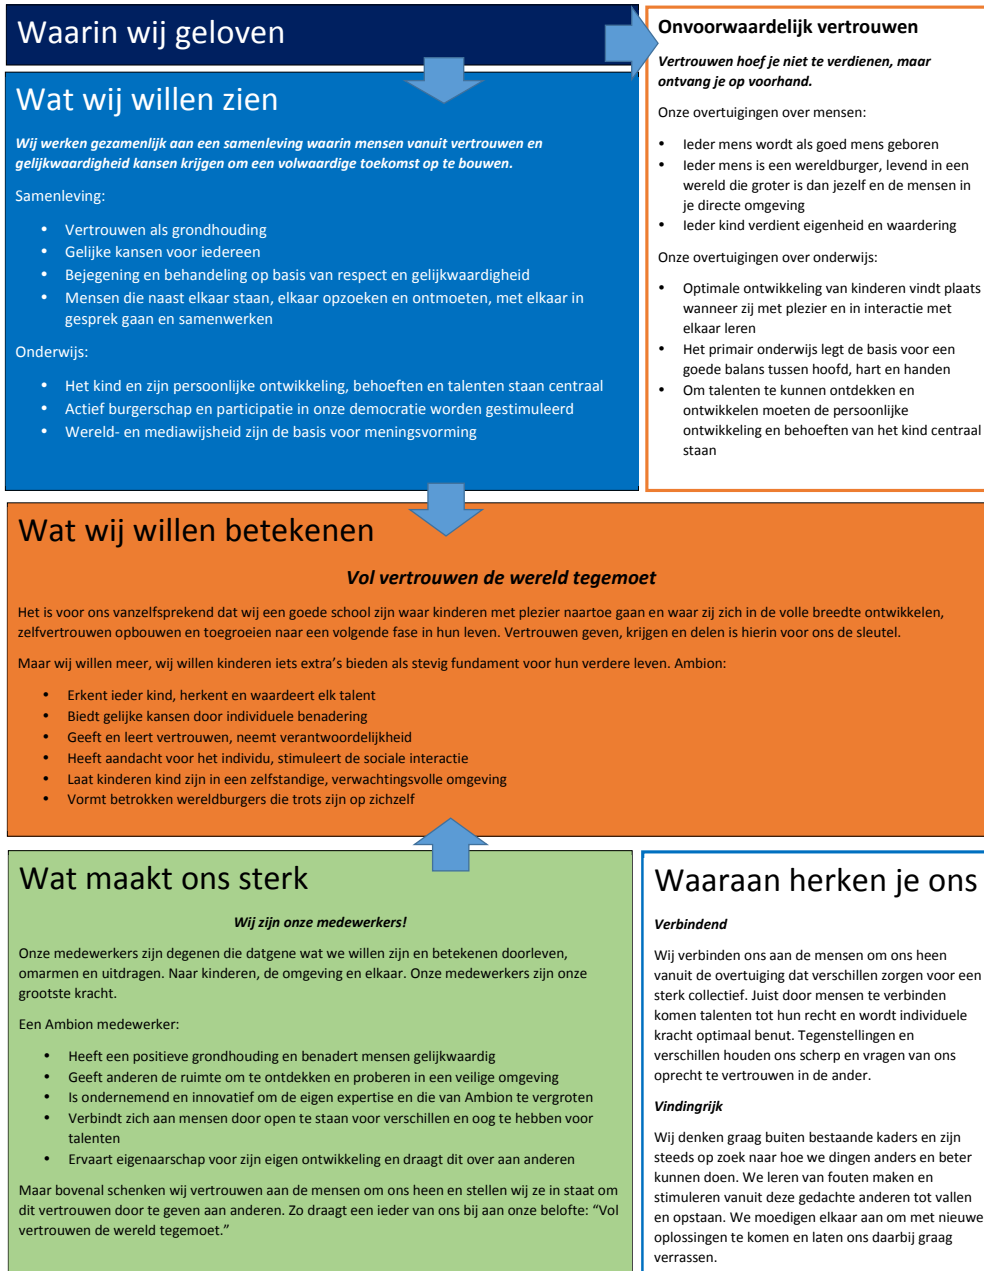 Waarin wij geloven
Onvoorwaardelijk vertrouwen
Vertrouwen hoef je niet te verdienen, maar
ontvang je op voorhand.
Onze overtuigingen over mensen:
• Ieder mens wordt als goed mens geboren
• Ieder mens is een wereldburger, levend in een
wereld die groter is dan jezelf en de mensen in
je directe omgeving
• Ieder kind verdient eigenheid en waardering
Onze overtuigingen over onderwijs:
• Optimale ontwikkeling van kinderen vindt plaats
wanneer zij met plezier en in interactie met
elkaar leren
• Het primair onderwijs legt de basis voor een
goede balans tussen hoofd, hart en handen
• Om talenten te kunnen ontdekken en
ontwikkelen moeten de persoonlijke
ontwikkeling en behoeften van het kind centraal
staan
Wat wij willen zien
Wij werken gezamenlijk aan een samenleving waarin mensen vanuit vertrouwen en
gelijkwaardigheid kansen krijgen om een volwaardige toekomst op te bouwen.
Samenleving:
• Vertrouwen als grondhouding
• Gelijke kansen voor iedereen
• Bejegening en behandeling op basis van respect en gelijkwaardigheid
• Mensen die naast elkaar staan, elkaar opzoeken en ontmoeten, met elkaar in
gesprek gaan en samenwerken
Onderwijs:
• Het kind en zijn persoonlijke ontwikkeling, behoeften en talenten staan centraal
• Actief burgerschap en participatie in onze democratie worden gestimuleerd
• Wereld- en mediawijsheid zijn de basis voor meningsvorming
Wat wij willen betekenen
Vol vertrouwen de wereld tegemoet
Het is voor ons vanzelfsprekend dat wij een goede school zijn waar kinderen met plezier naartoe gaan en waar zij zich in de volle breedte ontwikkelen,
zelfvertrouwen opbouwen en toegroeien naar een volgende fase in hun leven. Vertrouwen geven, krijgen en delen is hierin voor ons de sleutel.
Maar wij willen meer, wij willen kinderen iets extra’s bieden als stevig fundament voor hun verdere leven. Ambion:
• Erkent ieder kind, herkent en waardeert elk talent
• Biedt gelijke kansen door individuele benadering
• Geeft en leert vertrouwen, neemt verantwoordelijkheid
• Heeft aandacht voor het individu, stimuleert de sociale interactie
• Laat kinderen kind zijn in een zelfstandige, verwachtingsvolle omgeving
• Vormt betrokken wereldburgers die trots zijn op zichzelf
Wat maakt ons sterk
Wij zijn onze medewerkers!
Onze medewerkers zijn degenen die datgene wat we willen zijn en betekenen doorleven,
omarmen en uitdragen. Naar kinderen, de omgeving en elkaar. Onze medewerkers zijn onze
grootste kracht.
Een Ambion medewerker:
• Heeft een positieve grondhouding en benadert mensen gelijkwaardig
• Geeft anderen de ruimte om te ontdekken en proberen in een veilige omgeving
• Is ondernemend en innovatief om de eigen expertise en die van Ambion te vergroten
• Verbindt zich aan mensen door open te staan voor verschillen en oog te hebben voor
talenten
• Ervaart eigenaarschap voor zijn eigen ontwikkeling en draagt dit over aan anderen
Maar bovenal schenken wij vertrouwen aan de mensen om ons heen en stellen wij ze in staat om
dit vertrouwen door te geven aan anderen. Zo draagt een ieder van ons bij aan onze belofte: “Vol
vertrouwen de wereld tegemoet.”
Waaraan herken je ons
Verbindend
Wij verbinden ons aan de mensen om ons heen
vanuit de overtuiging dat verschillen zorgen voor een
sterk collectief. Juist door mensen te verbinden
komen talenten tot hun recht en wordt individuele
kracht optimaal benut. Tegenstellingen en
verschillen houden ons scherp en vragen van ons
oprecht te vertrouwen in de ander.
Vindingrijk
Wij denken graag buiten bestaande kaders en zijn
steeds op zoek naar hoe we dingen anders en beter
kunnen doen. We leren van fouten maken en
stimuleren vanuit deze gedachte anderen tot vallen
en opstaan. We moedigen elkaar aan om met nieuwe
oplossingen te komen en laten ons daarbij graag
verrassen.